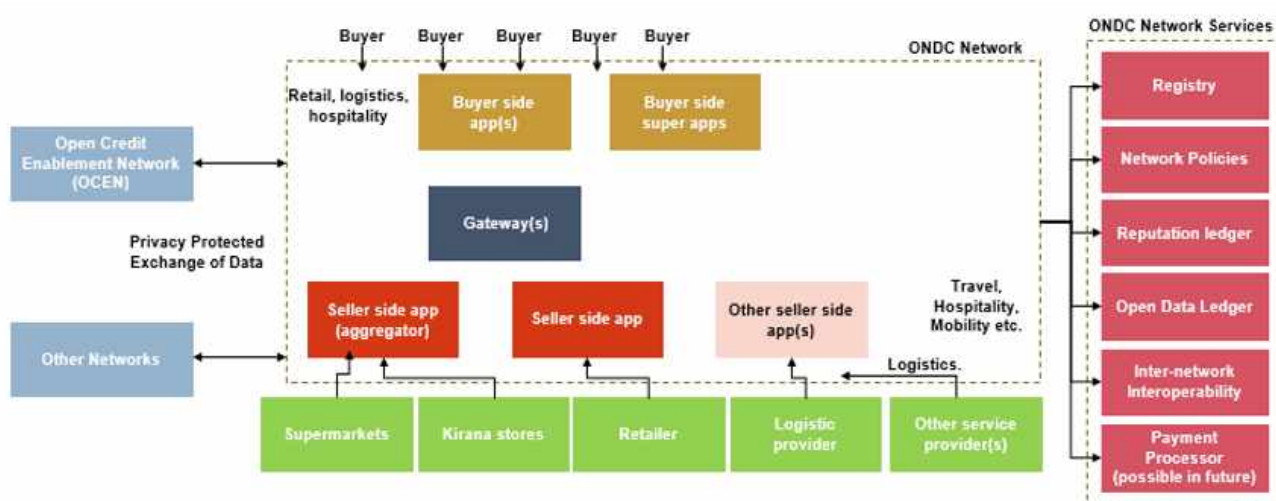 ONDC Network Services
Buyer Buyer Buyer Buyer Buyer
ONDC Network
Retail, logistics,
hospitality
Buyer side
app(s)
Buyer side
super apps
Open Credit
Enablement Network
(OCEN)
Gateway(s)
Privacy Protected
Exchange of Data
Seller side app
(aggregator)
Seller side app
Other seller side
app(s)
Travel,
Hospitality,
Mobility etc.
Other Networks
Logistics.
Supermarkets
Kirana stores
Retailer
Logistic
provider
Other service
provider(s)
Registry
Network Policies
Reputation ledger
Open Data Ledger
Inter-network
Interoperability
Payment
Processor
(possible in future)